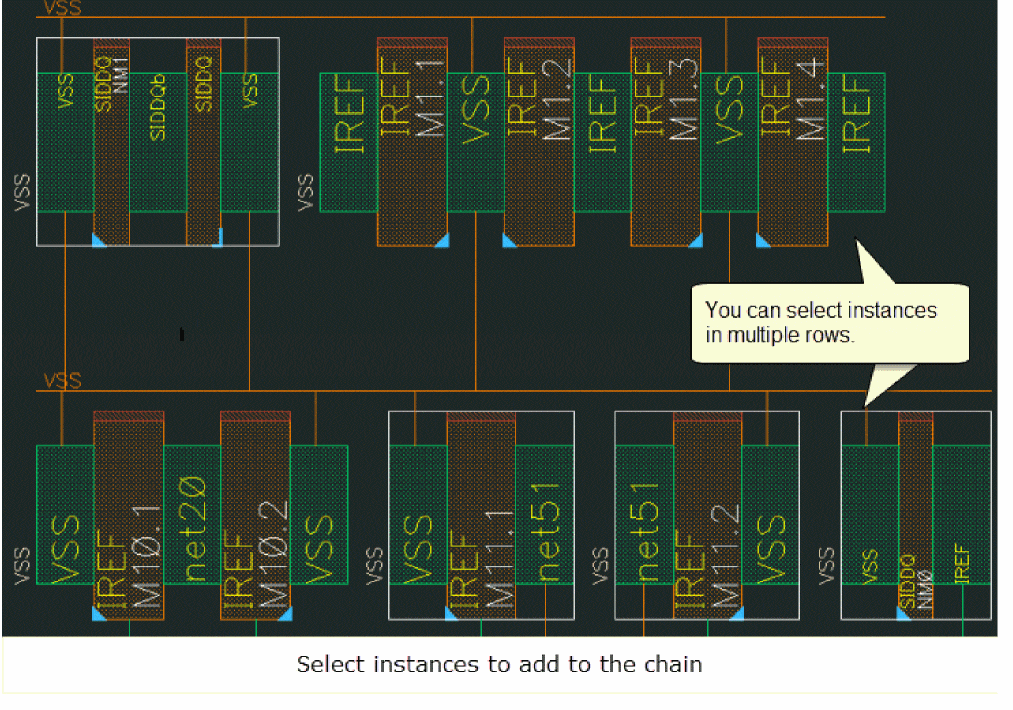 VSS
VSS
SIDDQ
NM1
SIDDQb
SIDDQ
VSS
VSS
IREF
IREF
M1.1
VSS
IREF
M1.2
IREF
IREF
M1.3
VSS
IREF
M1.4
IREF
VSS
You can select instances
in multiple rows.
VSS
VSS
VSS
IREF
M10.1
net20
IREF
M10.2
VSS
VSS
VSS
IREF
M11.1
net51
VSS
net51
IREF
M11.2
VSS
VSS
VSS
SIDDQ
NM0
IREF
Select instances to add to the chain